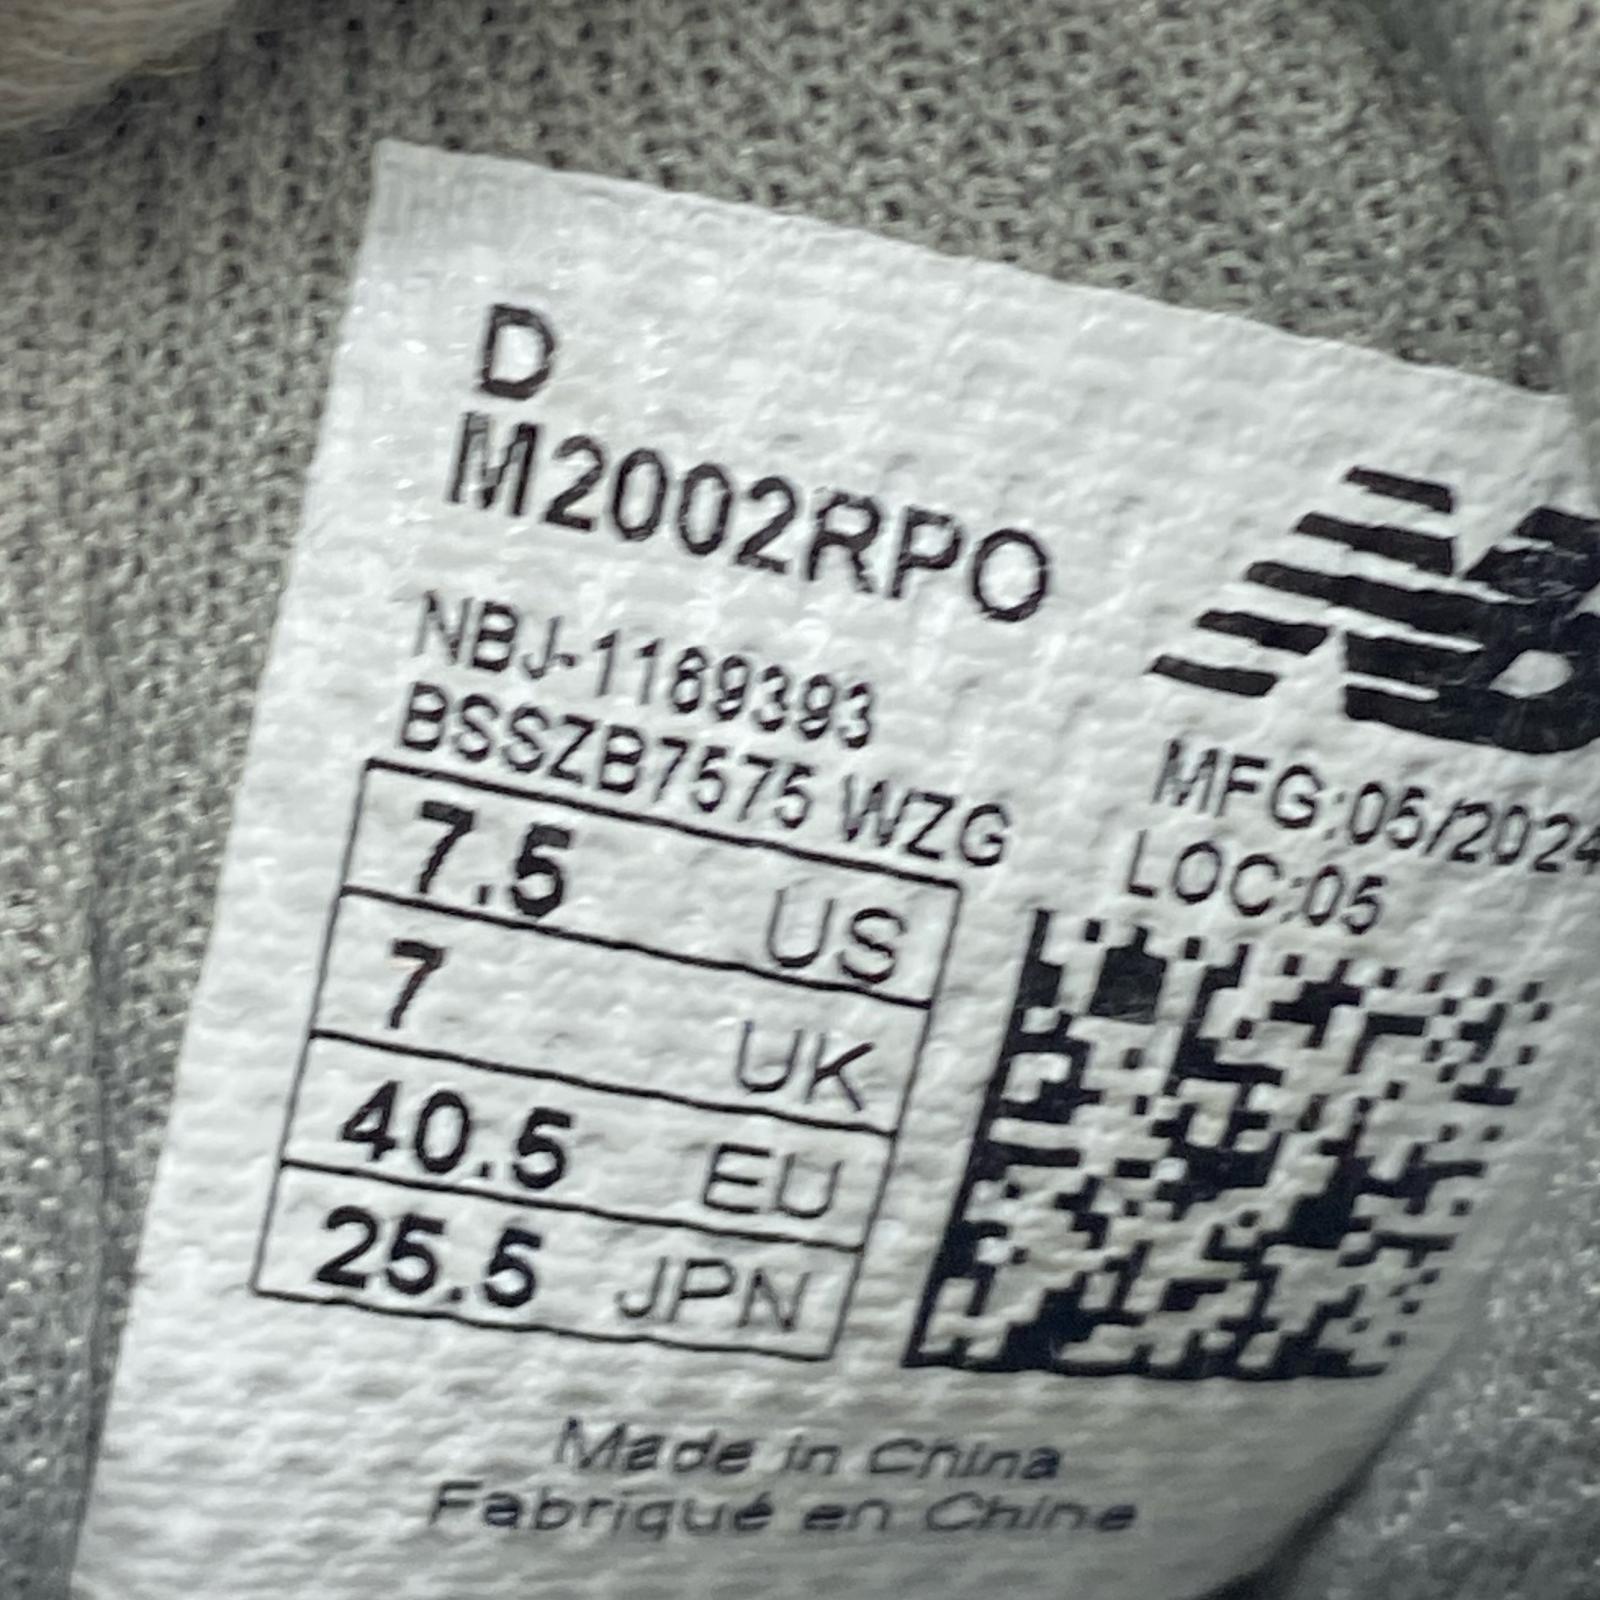 D
M2002RPO
NBJ-1169393
BSSZB7575 WZG
MFG:05/2024
LOC:05
7.5 US
7 UK
40.5 EU
25.5 JPN
Made in China
Fabriqué en Chine